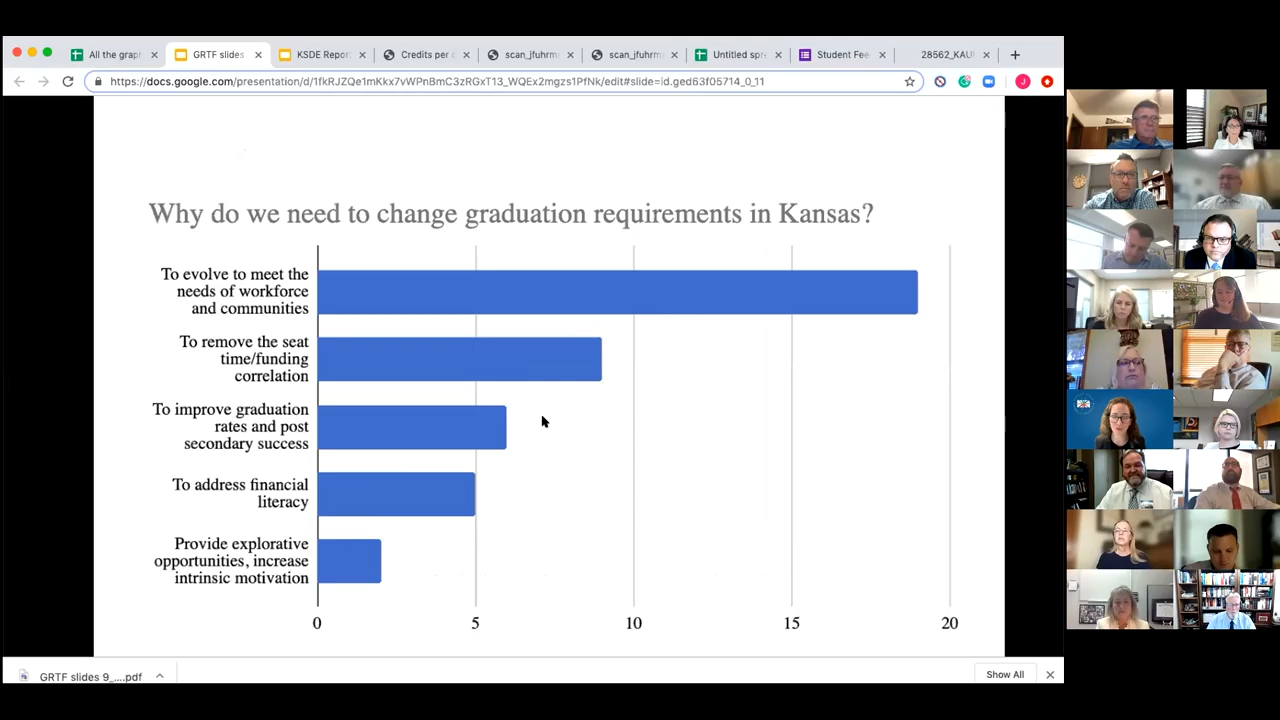 All the grap
GRTF slides
KSDE Repor
Credits per c
scan_jfuhrm
scan_jfuhrm
Untitled spr
Student Fee
28562_KAU
https://docs.google.com/presentation/d/1fkRJZQe1mKkx7vWPnBmC3zRGxT13_WQEx2mgzs1PfNk/edit#slide=id.ged63f05714_0_11
J
Why do we need to change graduation requirements in Kansas?
To evolve to meet the
needs of workforce
and communities
To remove the seat
time/funding
correlation
To improve graduation
rates and post
secondary success
To address financial
literacy
Provide explorative
opportunities, increase
intrinsic motivation
0 5 10 15 20
GRTF slides 9_....pdf
Show All